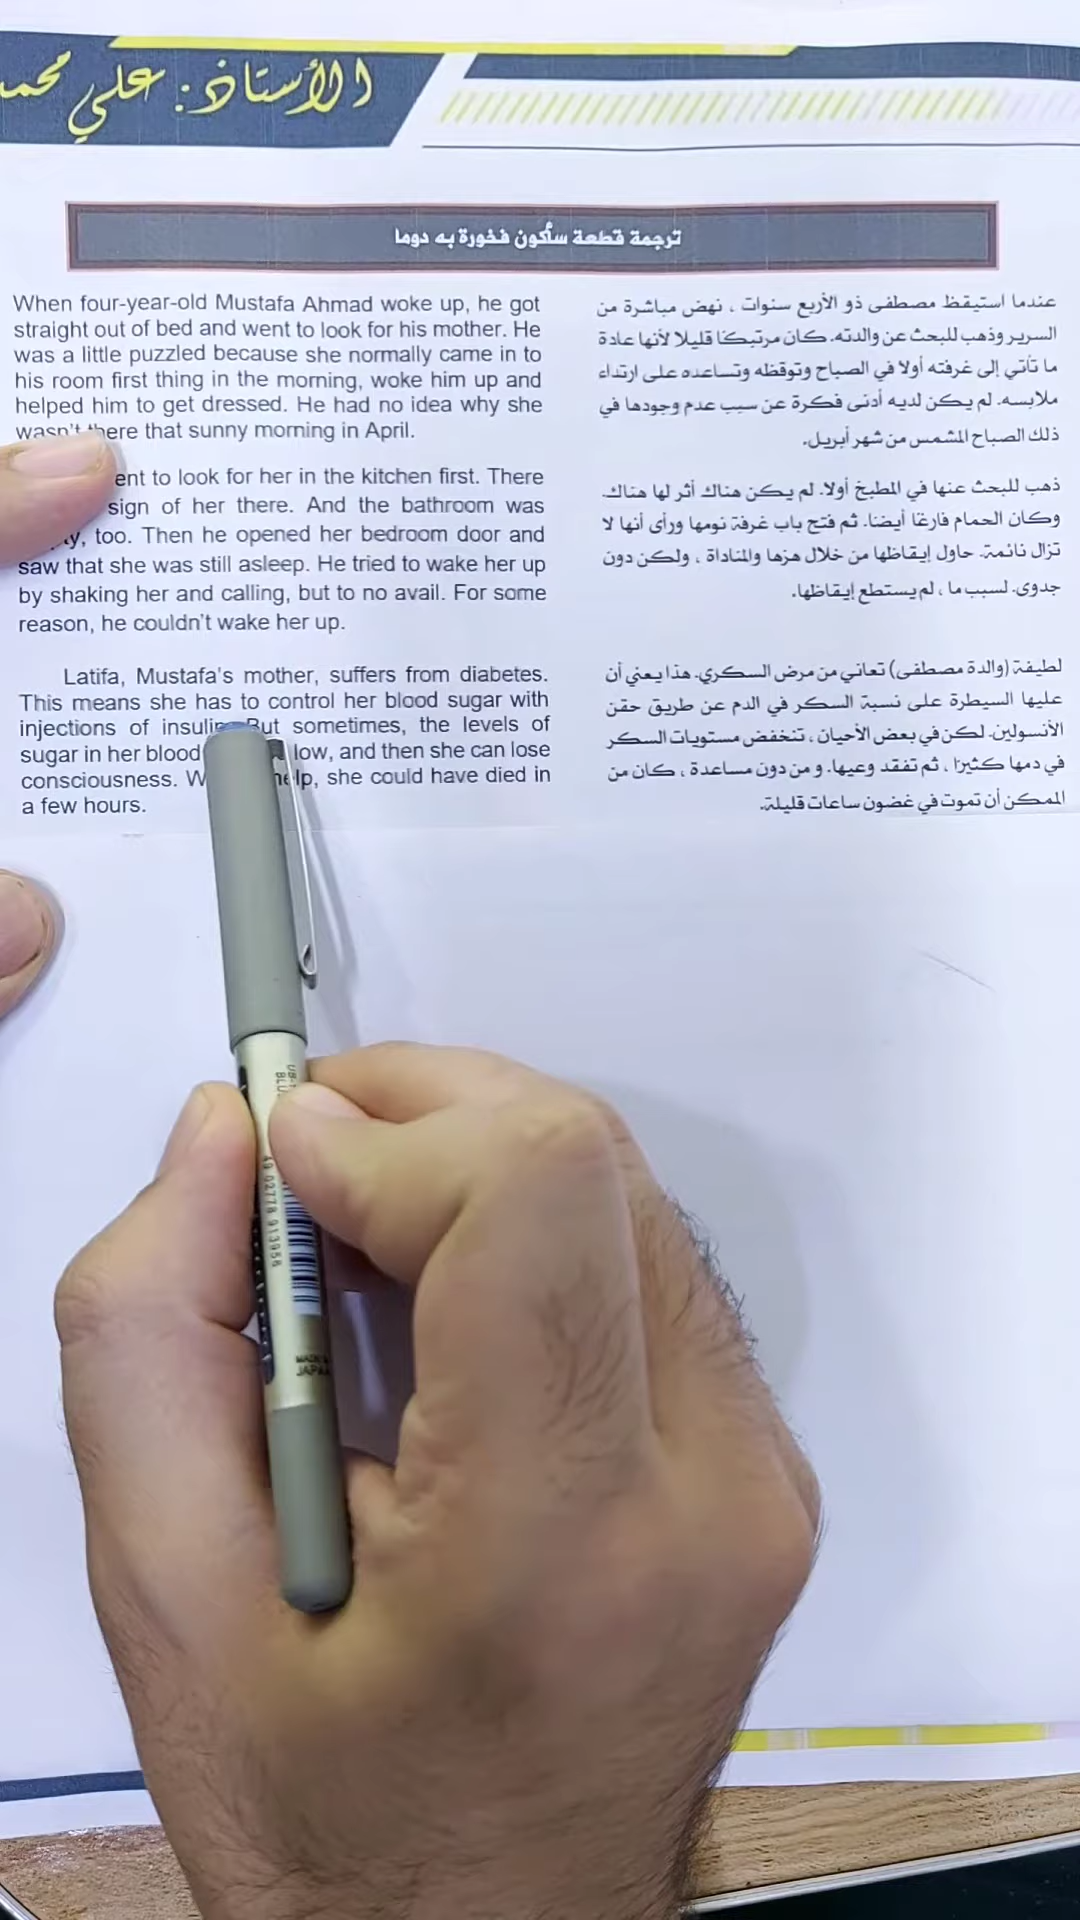 الأستاذ: علي محمد
ترجمة قطعة سأكون فخورة به دوما
When four-year-old Mustafa Ahmad woke up, he got
straight out of bed and went to look for his mother. He
was a little puzzled because she normally came in to
his room first thing in the morning, woke him up and
helped him to get dressed. He had no idea why she
wasn't there that sunny morning in April.
ent to look for her in the kitchen first. There
sign of her there. And the bathroom was
ty, too. Then he opened her bedroom door and
saw that she was still asleep. He tried to wake her up
by shaking her and calling, but to no avail. For some
reason, he couldn't wake her up.
Latifa, Mustafa's mother, suffers from diabetes.
This means she has to control her blood sugar with
injections of insulin But sometimes, the levels of
sugar in her blood low, and then she can lose
consciousness. W help, she could have died in
a few hours.
عندما استيقظ مصطفى ذو الأربع سنوات ، نهض مباشرة من
السرير وذهب للبحث عن والدته. كان مرتبكًا قليلا لأنها عادة
ما تأتي إلى غرفته أولا في الصباح وتوقظه وتساعده على ارتداء
ملابسه. لم يكن لديه أدنى فكرة عن سبب عدم وجودها في
ذلك الصباح المشمس من شهر أبريل.
ذهب للبحث عنها في المطبخ أولا. لم يكن هناك أثر لها هناك.
وكان الحمام فارغا أيضا. ثم فتح باب غرفة نومها ورأى أنها لا
تزال نائمة. حاول إيقاظها من خلال هزها والمناداة ، ولكن دون
جدوى. لسبب ما ، لم يستطع إيقاظها.
لطيفة (والدة مصطفى) تعاني من مرض السكري. هذا يعني أن
عليها السيطرة على نسبة السكر في الدم عن طريق حقن
الأنسولين. لكن في بعض الأحيان ، تنخفض مستويات السكر
في دمها كثيرًا ، ثم تفقد وعيها. و من دون مساعدة ، كان من
الممكن أن تموت في غضون ساعات قليلة.
49 02778 913956
JAPAN